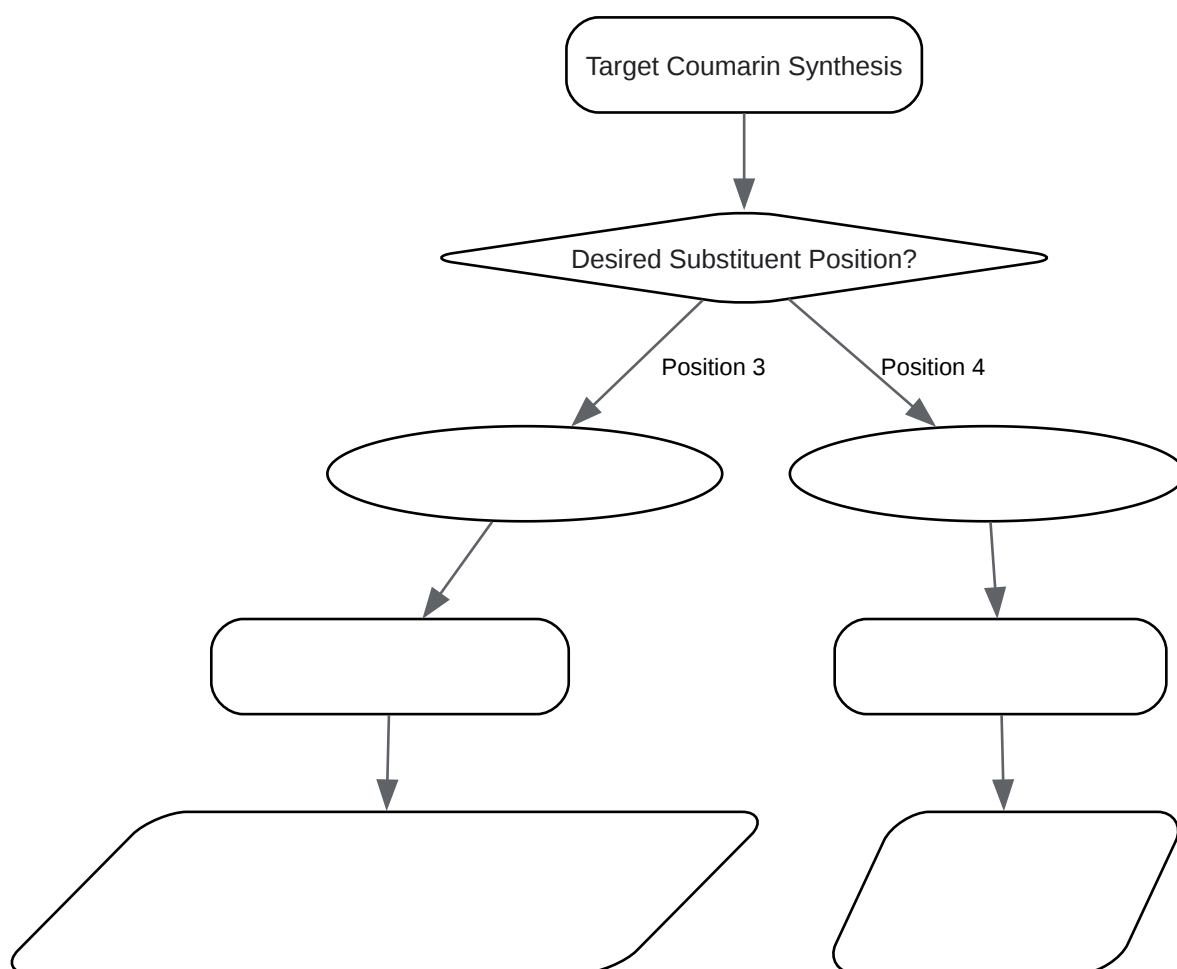 Target Coumarin Synthesis
Desired Substituent Position?
Position 3
Position 4